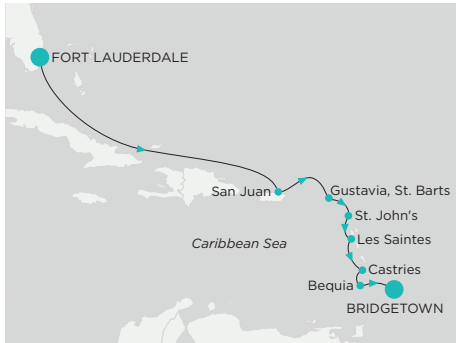 FORT LAUDERDALE
San Juan
Gustavia, St. Barts
St. John's
Caribbean Sea
Les Saintes
Castries
Bequia
BRIDGETOWN